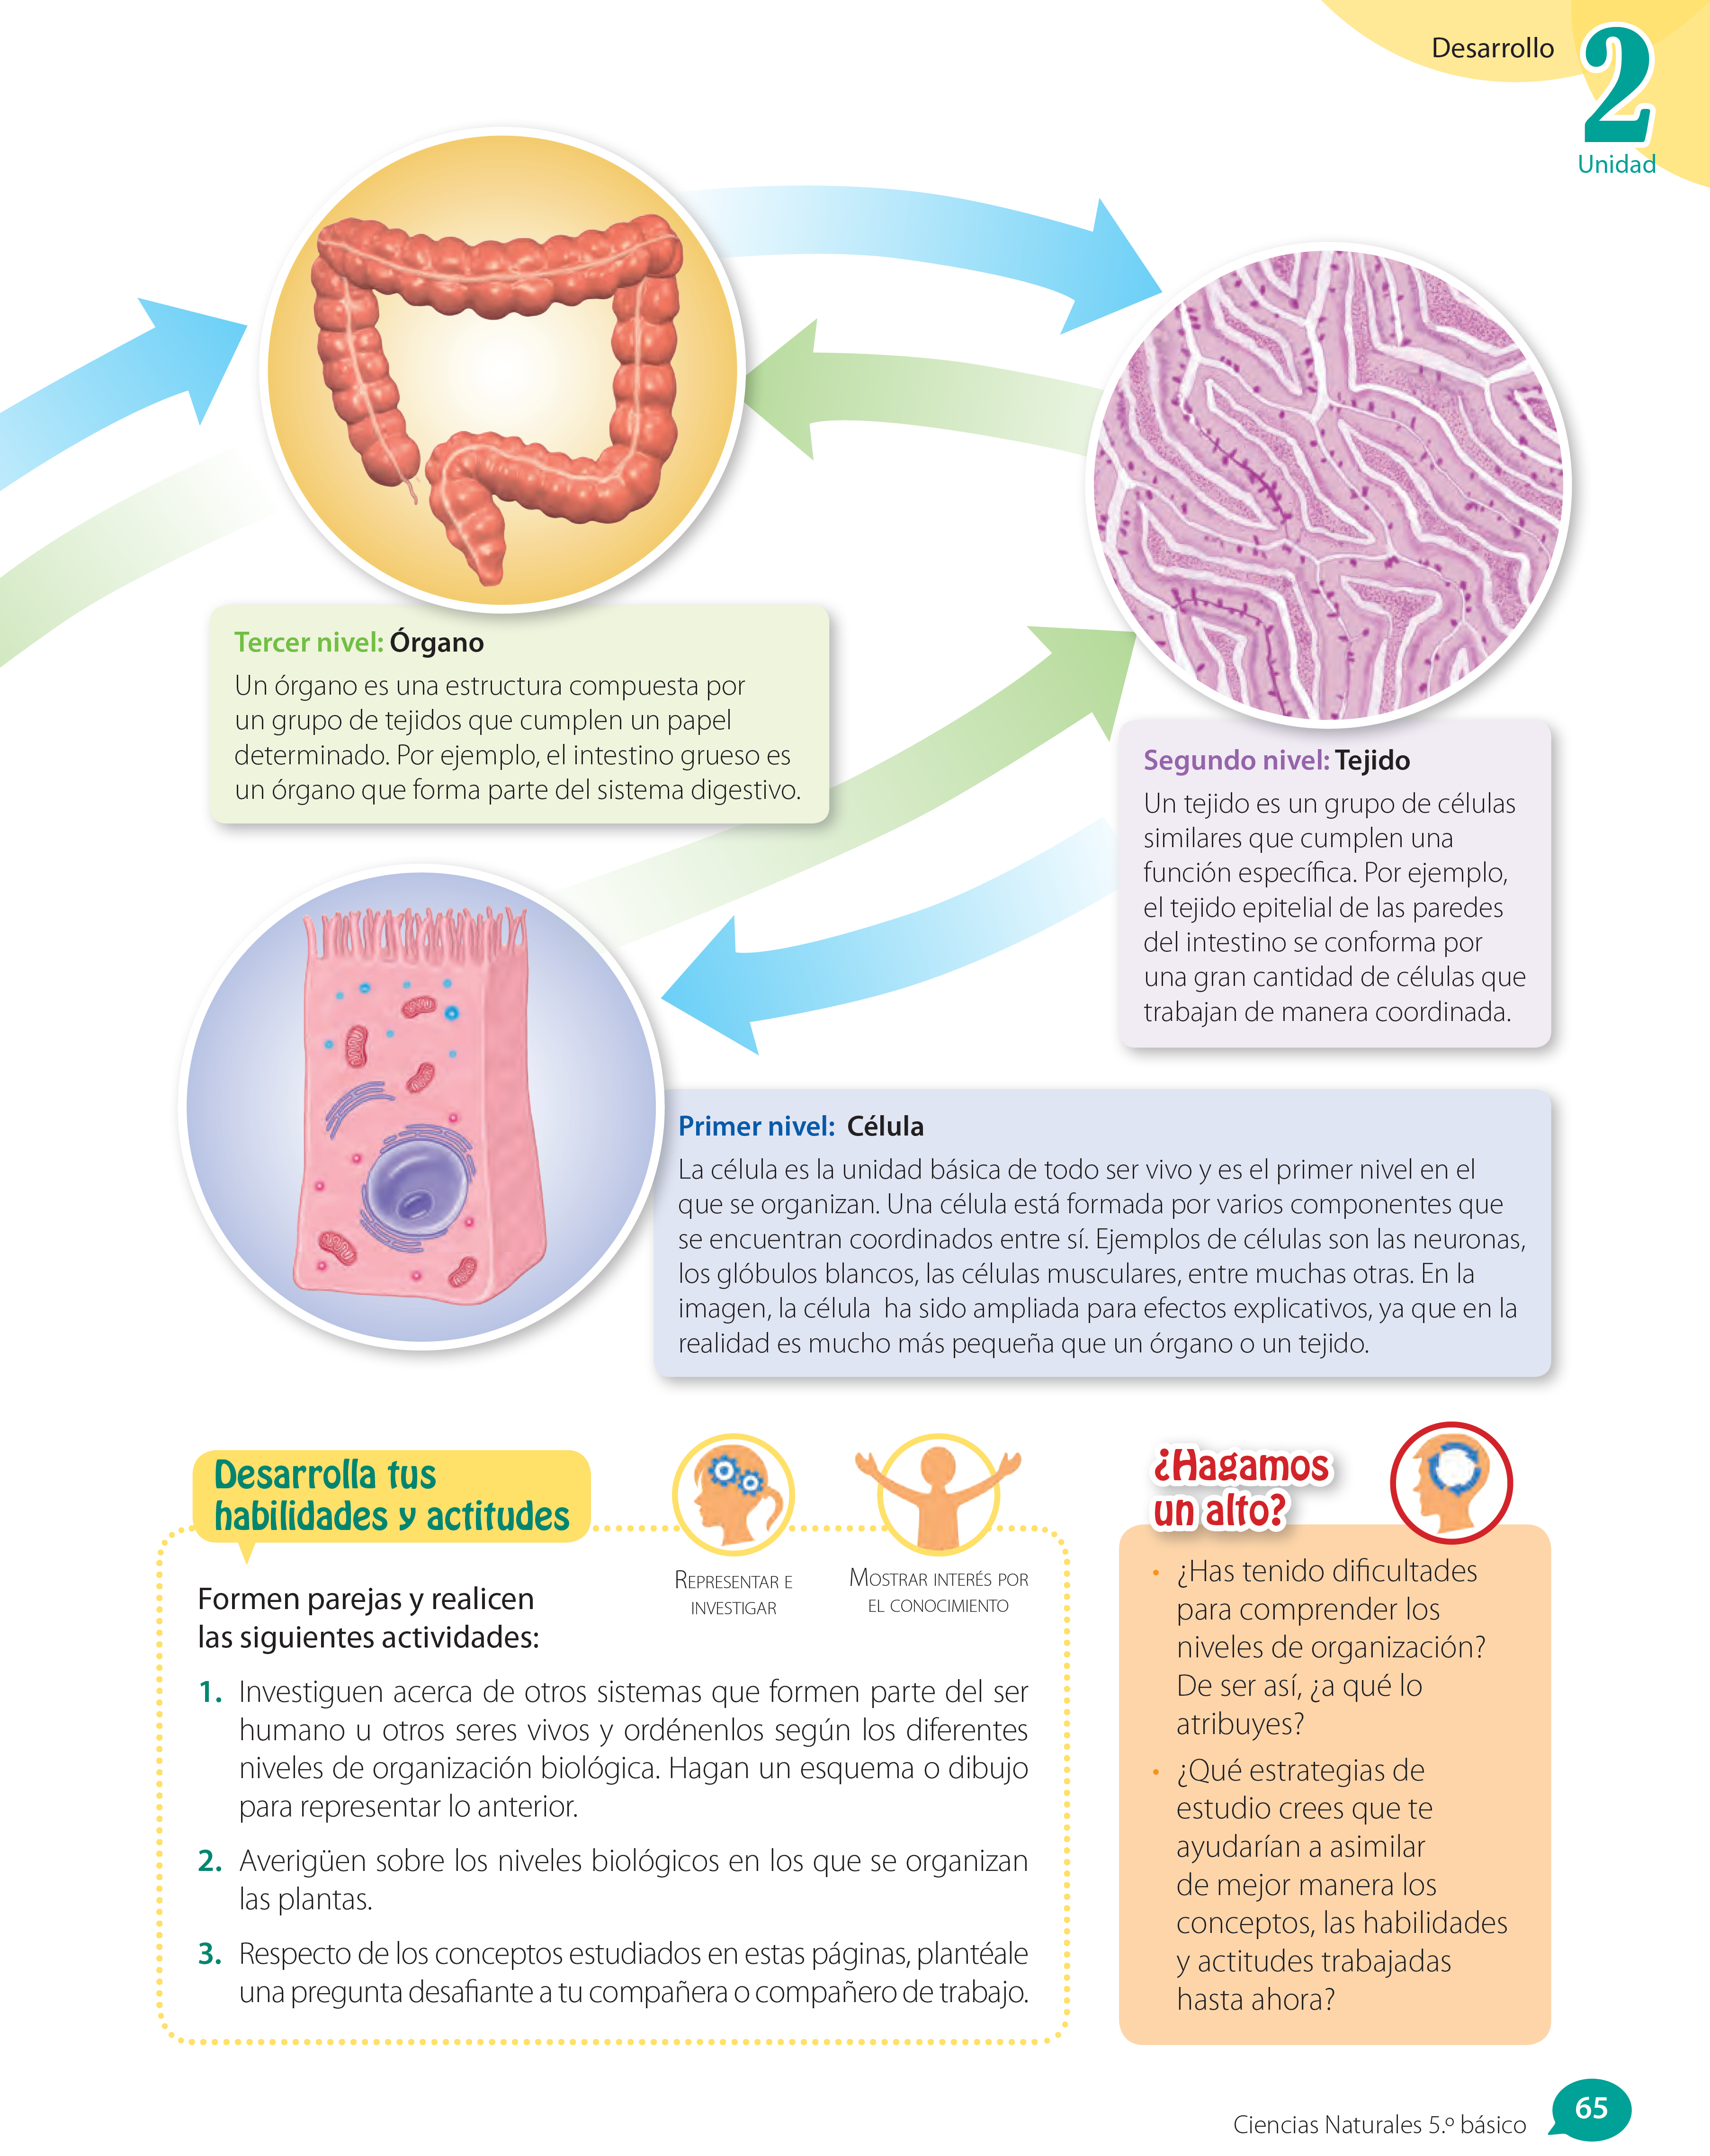 Desarrollo
2
Unidad
Tercer nivel: Órgano
Un órgano es una estructura compuesta por
un grupo de tejidos que cumplen un papel
determinado. Por ejemplo, el intestino grueso es
un órgano que forma parte del sistema digestivo.
Segundo nivel: Tejido
Un tejido es un grupo de células
similares que cumplen una
función específica. Por ejemplo,
el tejido epitelial de las paredes
del intestino se conforma por
una gran cantidad de células que
trabajan de manera coordinada.
Primer nivel: Célula
La célula es la unidad básica de todo ser vivo y es el primer nivel en el
que se organizan. Una célula está formada por varios componentes que
se encuentran coordinados entre sí. Ejemplos de células son las neuronas,
los glóbulos blancos, las células musculares, entre muchas otras. En la
imagen, la célula ha sido ampliada para efectos explicativos, ya que en la
realidad es mucho más pequeña que un órgano o un tejido.
Desarrolla tus
habilidades y actitudes
Representar e
investigar
Mostrar interés por
el conocimiento
Formen parejas y realicen
las siguientes actividades:
1. Investiguen acerca de otros sistemas que formen parte del ser
humano u otros seres vivos y ordénenlos según los diferentes
niveles de organización biológica. Hagan un esquema o dibujo
para representar lo anterior.
2. Averigüen sobre los niveles biológicos en los que se organizan
las plantas.
3. Respecto de los conceptos estudiados en estas páginas, plantéale
una pregunta desafiante a tu compañera o compañero de trabajo.
¿Hagamos
un alto?
• ¿Has tenido dificultades
para comprender los
niveles de organización?
De ser así, ¿a qué lo
atribuyes?
• ¿Qué estrategias de
estudio crees que te
ayudarían a asimilar
de mejor manera los
conceptos, las habilidades
y actitudes trabajadas
hasta ahora?
Ciencias Naturales 5.º básico
65